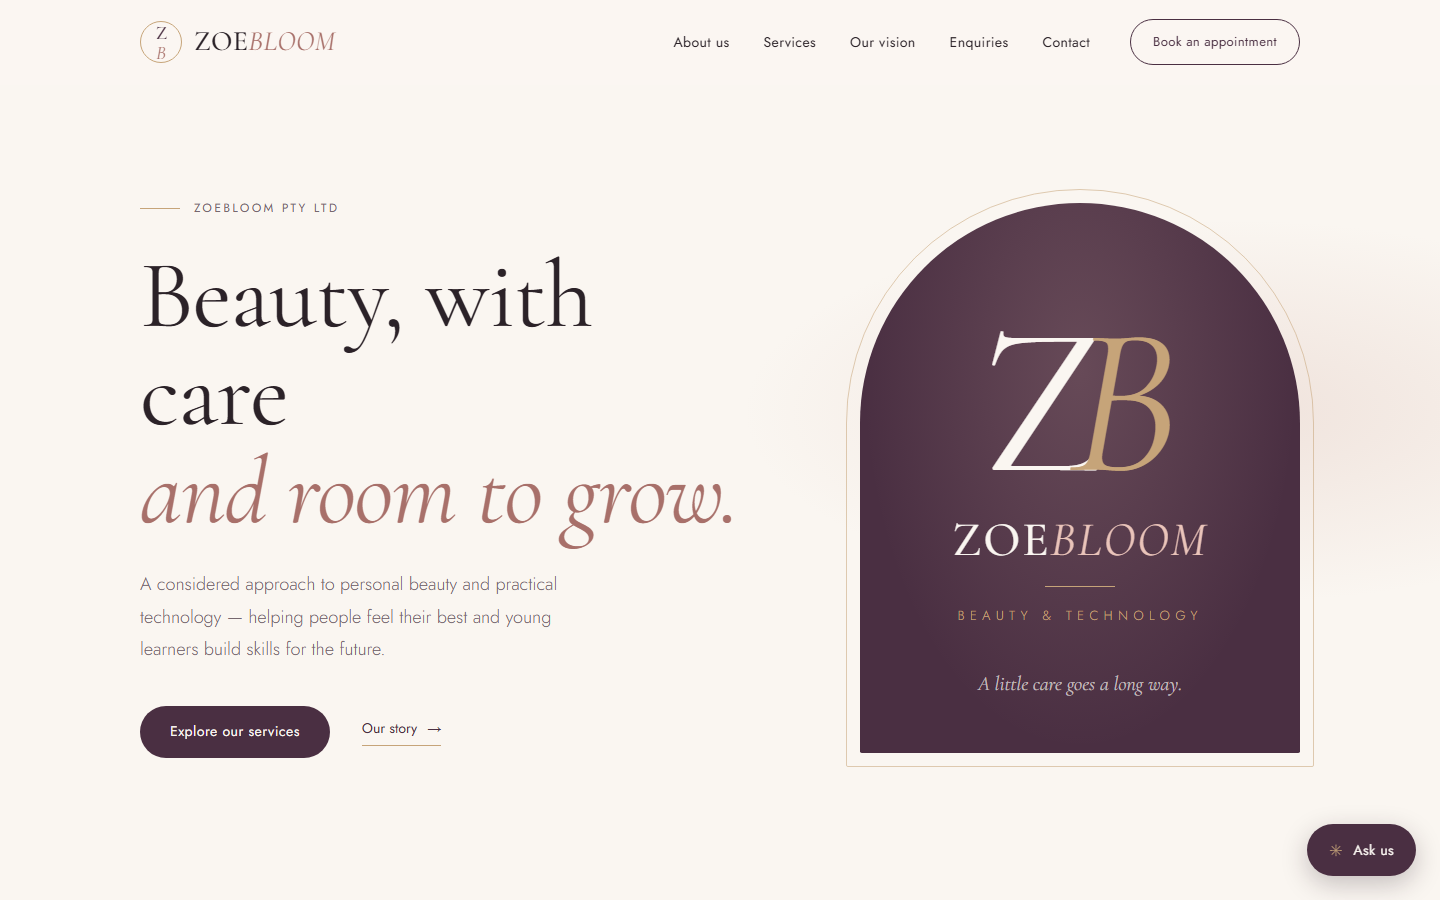 Z
B
ZOEBLOOM
About us
Services
Our vision
Enquiries
Contact
Book an appointment
ZOEBLOOM PTY LTD
Beauty, with
care
and room to grow.
A considered approach to personal beauty and practical
technology — helping people feel their best and young
learners build skills for the future.
Explore our services
Our story →
ZB
ZOEBLOOM
BEAUTY & TECHNOLOGY
A little care goes a long way.
Ask us